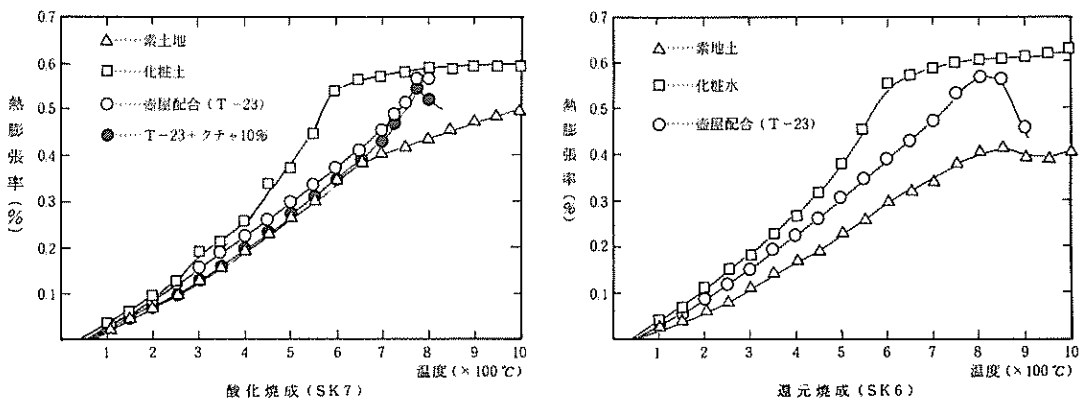 0.7
0.6
0.5
0.4
0.3
0.2
0.1
熱膨張率(%)
△……素土地
□……化粧土
○……壺屋配合(T-23)
●……T-23+クチャ10%
1 2 3 4 5 6 7 8 9 10
温度(×100℃)
酸化焼成(SK7)
0.7
0.6
0.5
0.4
0.3
0.2
0.1
熱膨張率(%)
△……素地土
□……化粧水
○……壺屋配合(T-23)
1 2 3 4 5 6 7 8 9 10
温度(×100℃)
還元焼成(SK6)